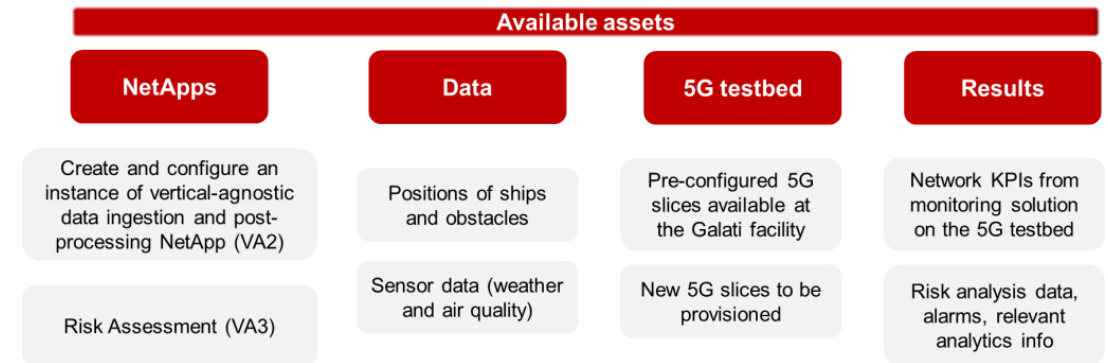 Available assets
NetApps
Data
5G testbed
Results
Create and configure an
instance of vertical-agnostic
data ingestion and post-
processing NetApp (VA2)
Positions of ships
and obstacles
Pre-configured 5G
slices available at
the Galati facility
Network KPIs from
monitoring solution
on the 5G testbed
Risk Assessment (VA3)
Sensor data (weather
and air quality)
New 5G slices to be
provisioned
Risk analysis data,
alarms, relevant
analytics info